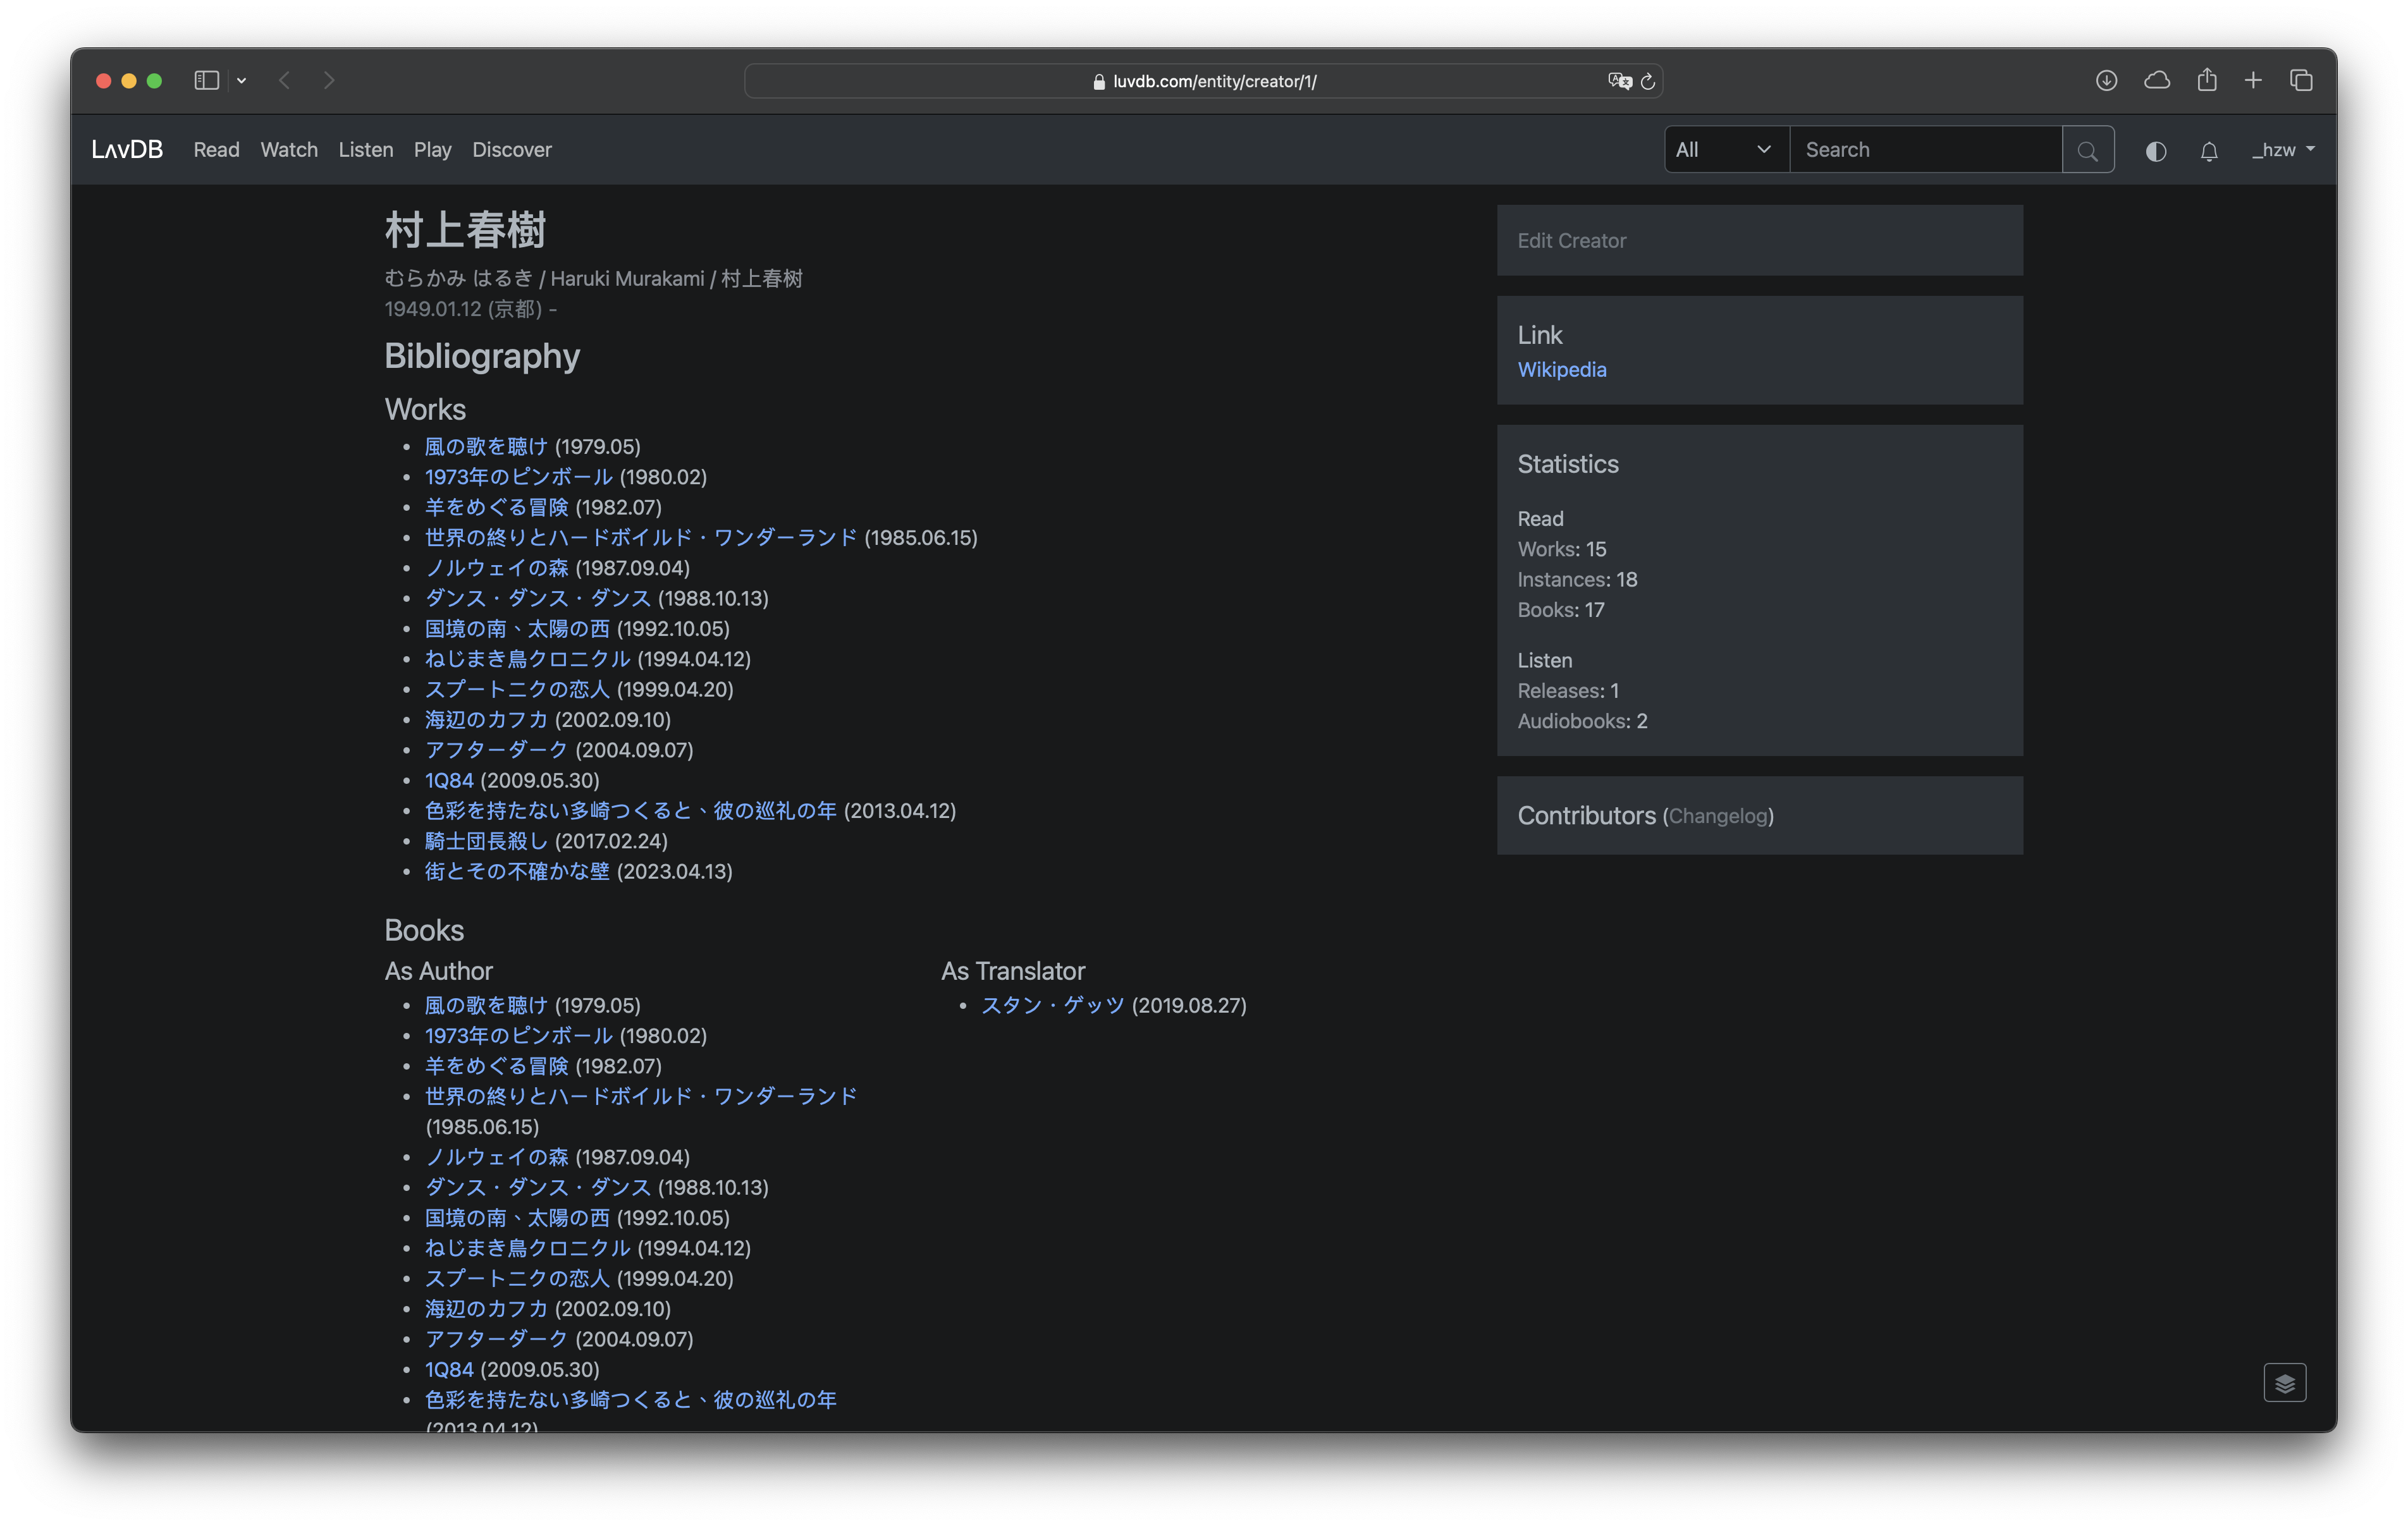 luvdb.com/entity/creator/1/
LʌvDB Read Watch Listen Play Discover All Search _hzw
村上春樹
むらかみ はるき / Haruki Murakami / 村上春树
1949.01.12 (京都) -
Bibliography
Works
風の歌を聴け (1979.05)
1973年のピンボール (1980.02)
羊をめぐる冒険 (1982.07)
世界の終りとハードボイルド・ワンダーランド (1985.06.15)
ノルウェイの森 (1987.09.04)
ダンス・ダンス・ダンス (1988.10.13)
国境の南、太陽の西 (1992.10.05)
ねじまき鳥クロニクル (1994.04.12)
スプートニクの恋人 (1999.04.20)
海辺のカフカ (2002.09.10)
アフターダーク (2004.09.07)
1Q84 (2009.05.30)
色彩を持たない多崎つくると、彼の巡礼の年 (2013.04.12)
騎士団長殺し (2017.02.24)
街とその不確かな壁 (2023.04.13)
Books
As Author
風の歌を聴け (1979.05)
1973年のピンボール (1980.02)
羊をめぐる冒険 (1982.07)
世界の終りとハードボイルド・ワンダーランド
(1985.06.15)
ノルウェイの森 (1987.09.04)
ダンス・ダンス・ダンス (1988.10.13)
国境の南、太陽の西 (1992.10.05)
ねじまき鳥クロニクル (1994.04.12)
スプートニクの恋人 (1999.04.20)
海辺のカフカ (2002.09.10)
アフターダーク (2004.09.07)
1Q84 (2009.05.30)
色彩を持たない多崎つくると、彼の巡礼の年
(2013.04.12)
As Translator
スタン・ゲッツ (2019.08.27)
Edit Creator
Link
Wikipedia
Statistics
Read
Works: 15
Instances: 18
Books: 17
Listen
Releases: 1
Audiobooks: 2
Contributors (Changelog)